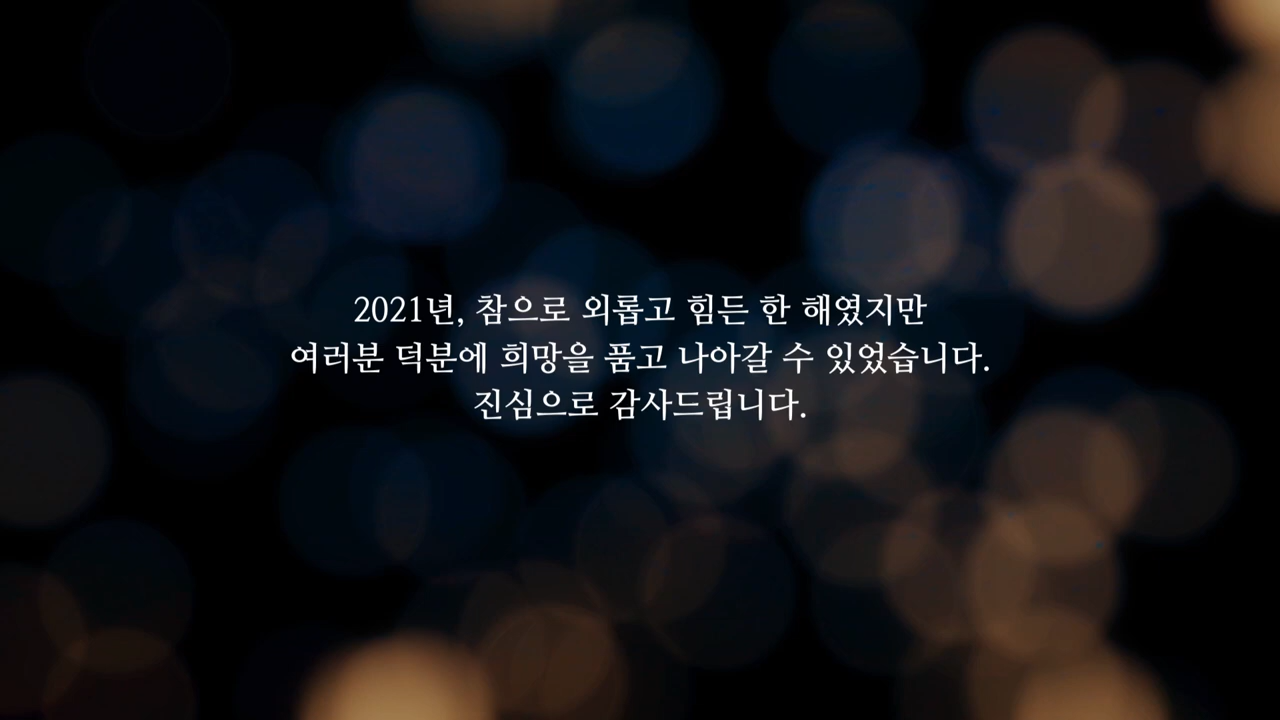 2021년, 참으로 외롭고 힘든 한 해였지만
여러분 덕분에 희망을 품고 나아갈 수 있었습니다.
진심으로 감사드립니다.